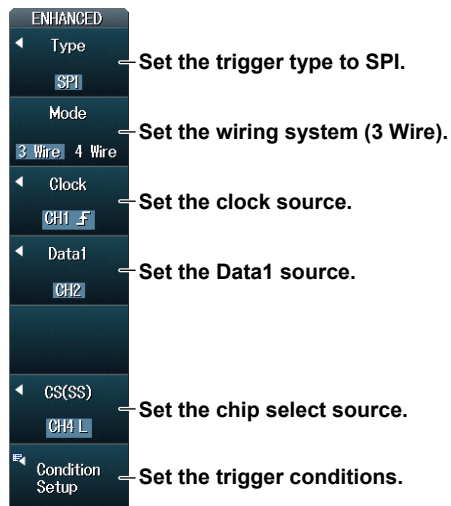 ENHANCED
Type
SPI
Set the trigger type to SPI.
Mode
3 Wire 4 Wire
Set the wiring system (3 Wire).
Clock
CH1
Set the clock source.
Data1
CH2
Set the Data1 source.
CS(SS)
CH4 L
Set the chip select source.
Condition
Setup
Set the trigger conditions.